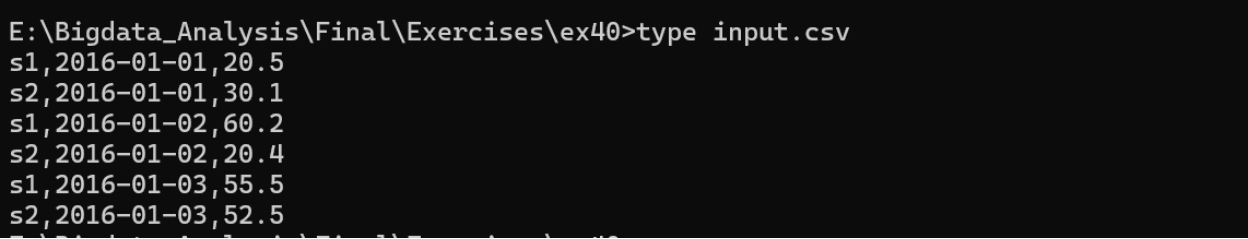 E:\Bigdata_Analysis\Final\Exercises\ex40>type input.csv
s1,2016-01-01,20.5
s2,2016-01-01,30.1
s1,2016-01-02,60.2
s2,2016-01-02,20.4
s1,2016-01-03,55.5
s2,2016-01-03,52.5